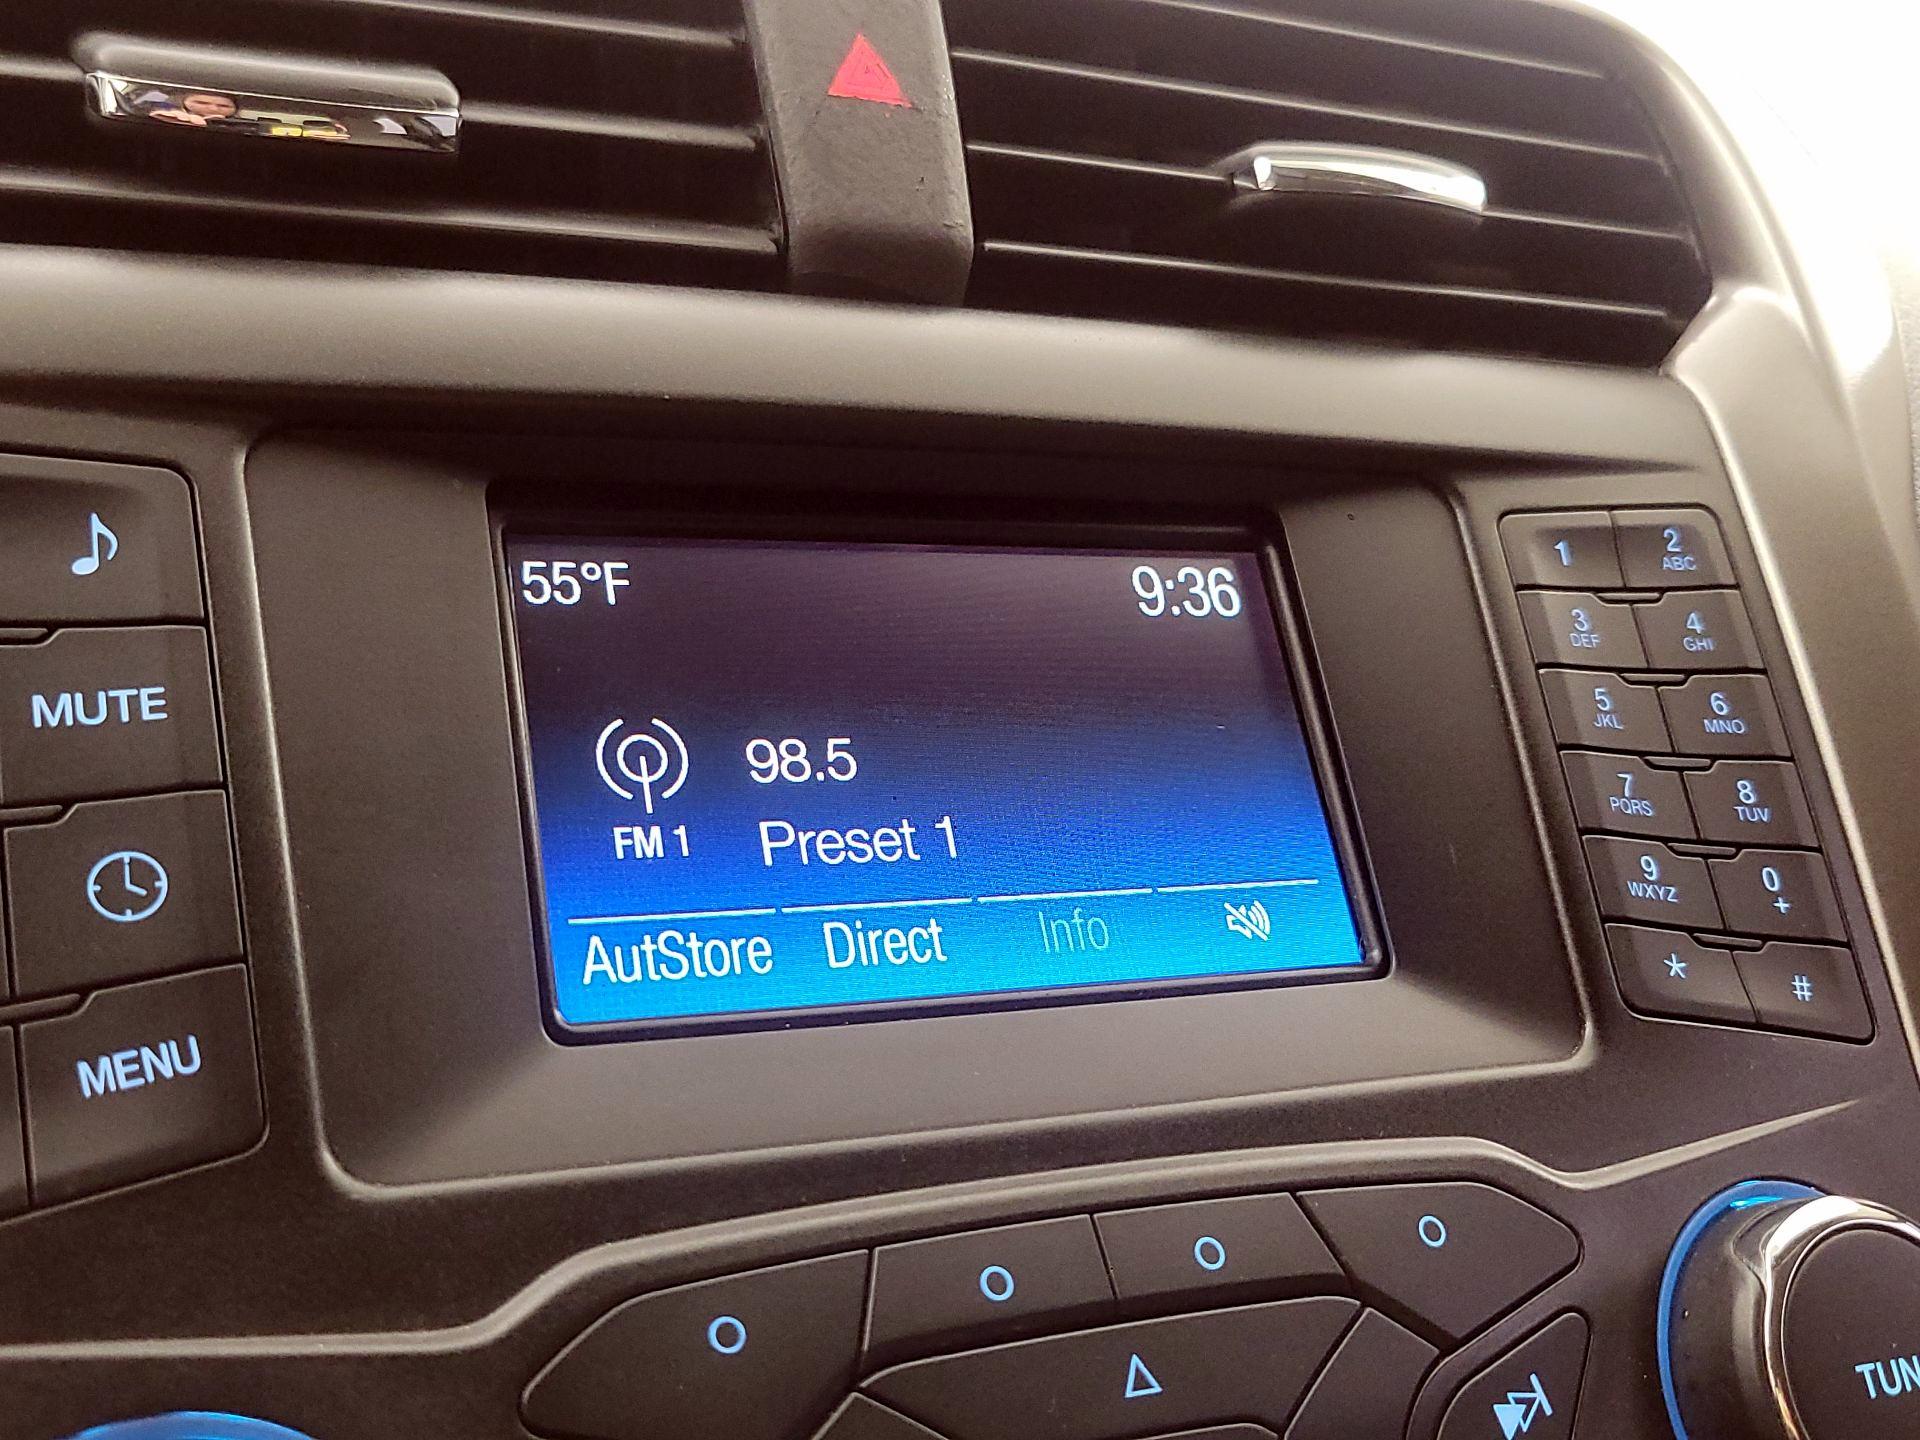 55°F
9:36
98.5
FM 1
Preset 1
AutStore
Direct
Info
MUTE
MENU
1
2
ABC
3
DEF
4
GHI
5
JKL
6
MNO
7
PQRS
8
TUV
9
WXYZ
0
+
*
#
TUN